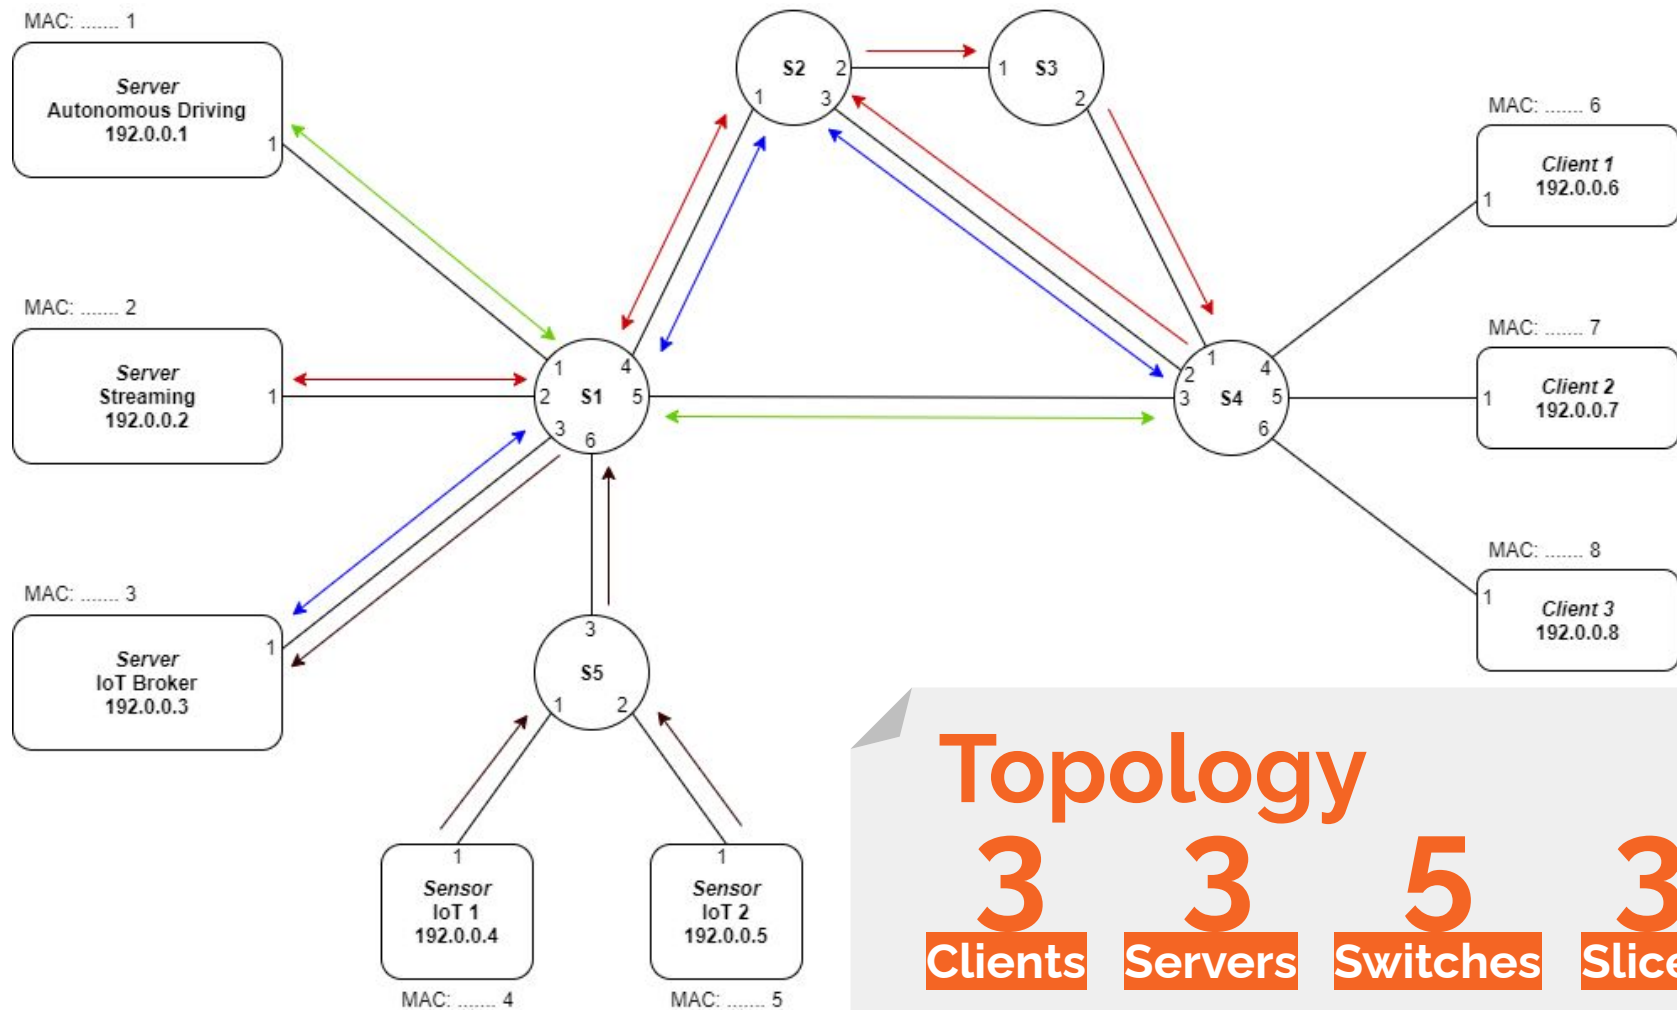 MAC: ....... 1
Server
Autonomous Driving
192.0.0.1
1
MAC: ....... 2
Server
Streaming
192.0.0.2
1
MAC: ....... 3
Server
IoT Broker
192.0.0.3
1
S1
1
2
3
4
5
6
S2
1
2
3
S3
1
2
S4
1
2
3
4
5
6
S5
1
2
3
Sensor
IoT 1
192.0.0.4
1
MAC: ....... 4
Sensor
IoT 2
192.0.0.5
1
MAC: ....... 5
MAC: ....... 6
Client 1
192.0.0.6
1
MAC: ....... 7
Client 2
192.0.0.7
1
MAC: ....... 8
Client 3
192.0.0.8
1
Topology
3 3 5 3
Clients Servers Switches Slice